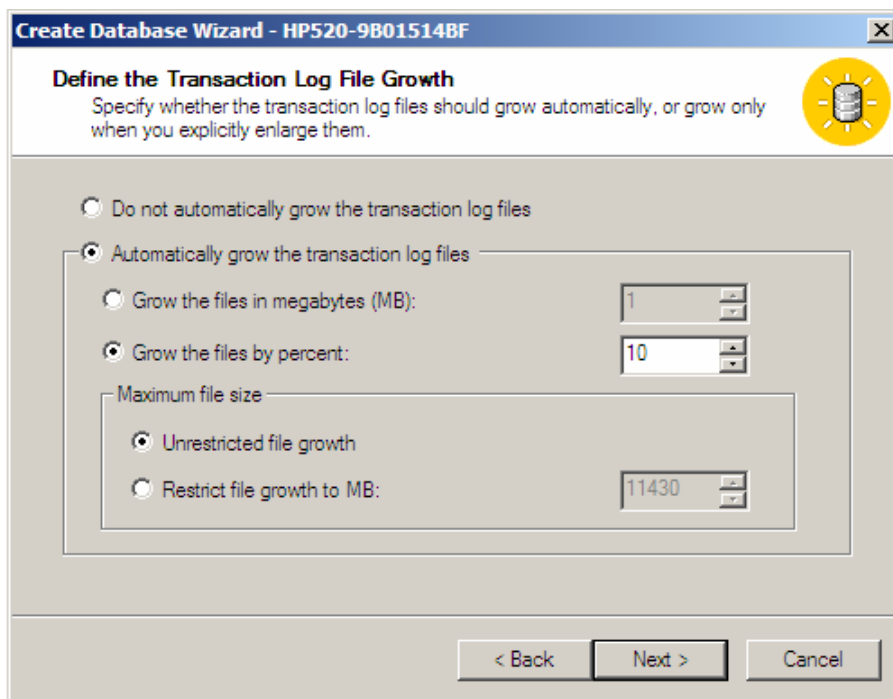 Create Database Wizard - HP520-9B01514BF
Define the Transaction Log File Growth
Specify whether the transaction log files should grow automatically, or grow only
when you explicitly enlarge them.
Do not automatically grow the transaction log files
Automatically grow the transaction log files
Grow the files in megabytes (MB): 1
Grow the files by percent: 10
Maximum file size
Unrestricted file growth
Restrict file growth to MB: 11430
< Back Next > Cancel